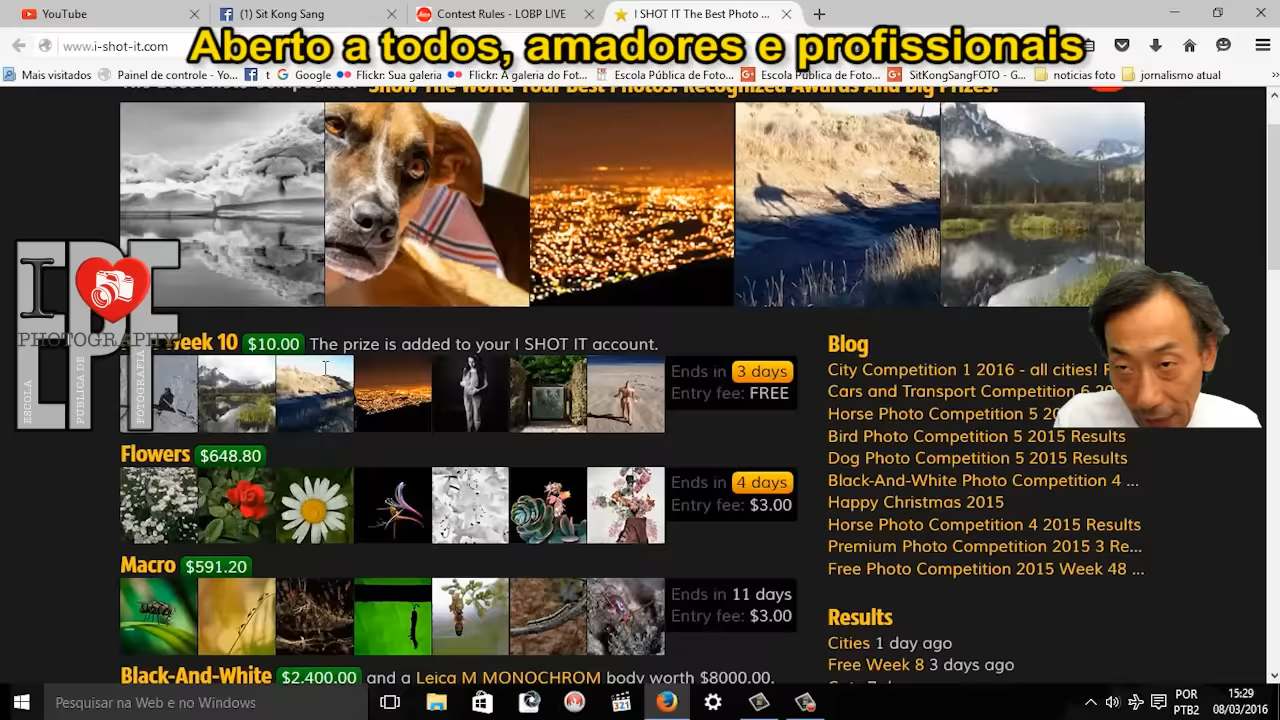 YouTube
(1) Sit Kong Sang
Contest Rules - LOBP LIVE
I SHOT IT The Best Photo ...
www.i-shot-it.com
Aberto a todos, amadores e profissionais
Mais visitados
Painel de controle - Yo...
t
Google
Flickr: Sua galeria
Flickr: A galeria do Fot...
Escola Pública de Foto...
Escola Pública de Foto...
SitKongSangFOTO - G...
noticias foto
jornalismo atual
Show The World Your Best Photos. Recognized Awards And Big Prizes.
I
PHOTOGRAPHY
ESCOLA
PUBLICA DE
FOTOGRAFIA
Week 10 $10.00 The prize is added to your I SHOT IT account.
Ends in 3 days
Entry fee: FREE
Flowers $648.80
Ends in 4 days
Entry fee: $3.00
Macro $591.20
Ends in 11 days
Entry fee: $3.00
Black-And-White $2,400.00 and a Leica M MONOCHROM body worth $8000.00.
Blog
City Competition 1 2016 - all cities!
Cars and Transport Competition 6
Horse Photo Competition 5
Bird Photo Competition 5 2015 Results
Dog Photo Competition 5 2015 Results
Black-And-White Photo Competition 4 ...
Happy Christmas 2015
Horse Photo Competition 4 2015 Results
Premium Photo Competition 2015 3 Re...
Free Photo Competition 2015 Week 48 ...
Results
Cities 1 day ago
Free Week 8 3 days ago
Pesquisar na Web e no Windows
321
POR
PTB2
15:29
08/03/2016